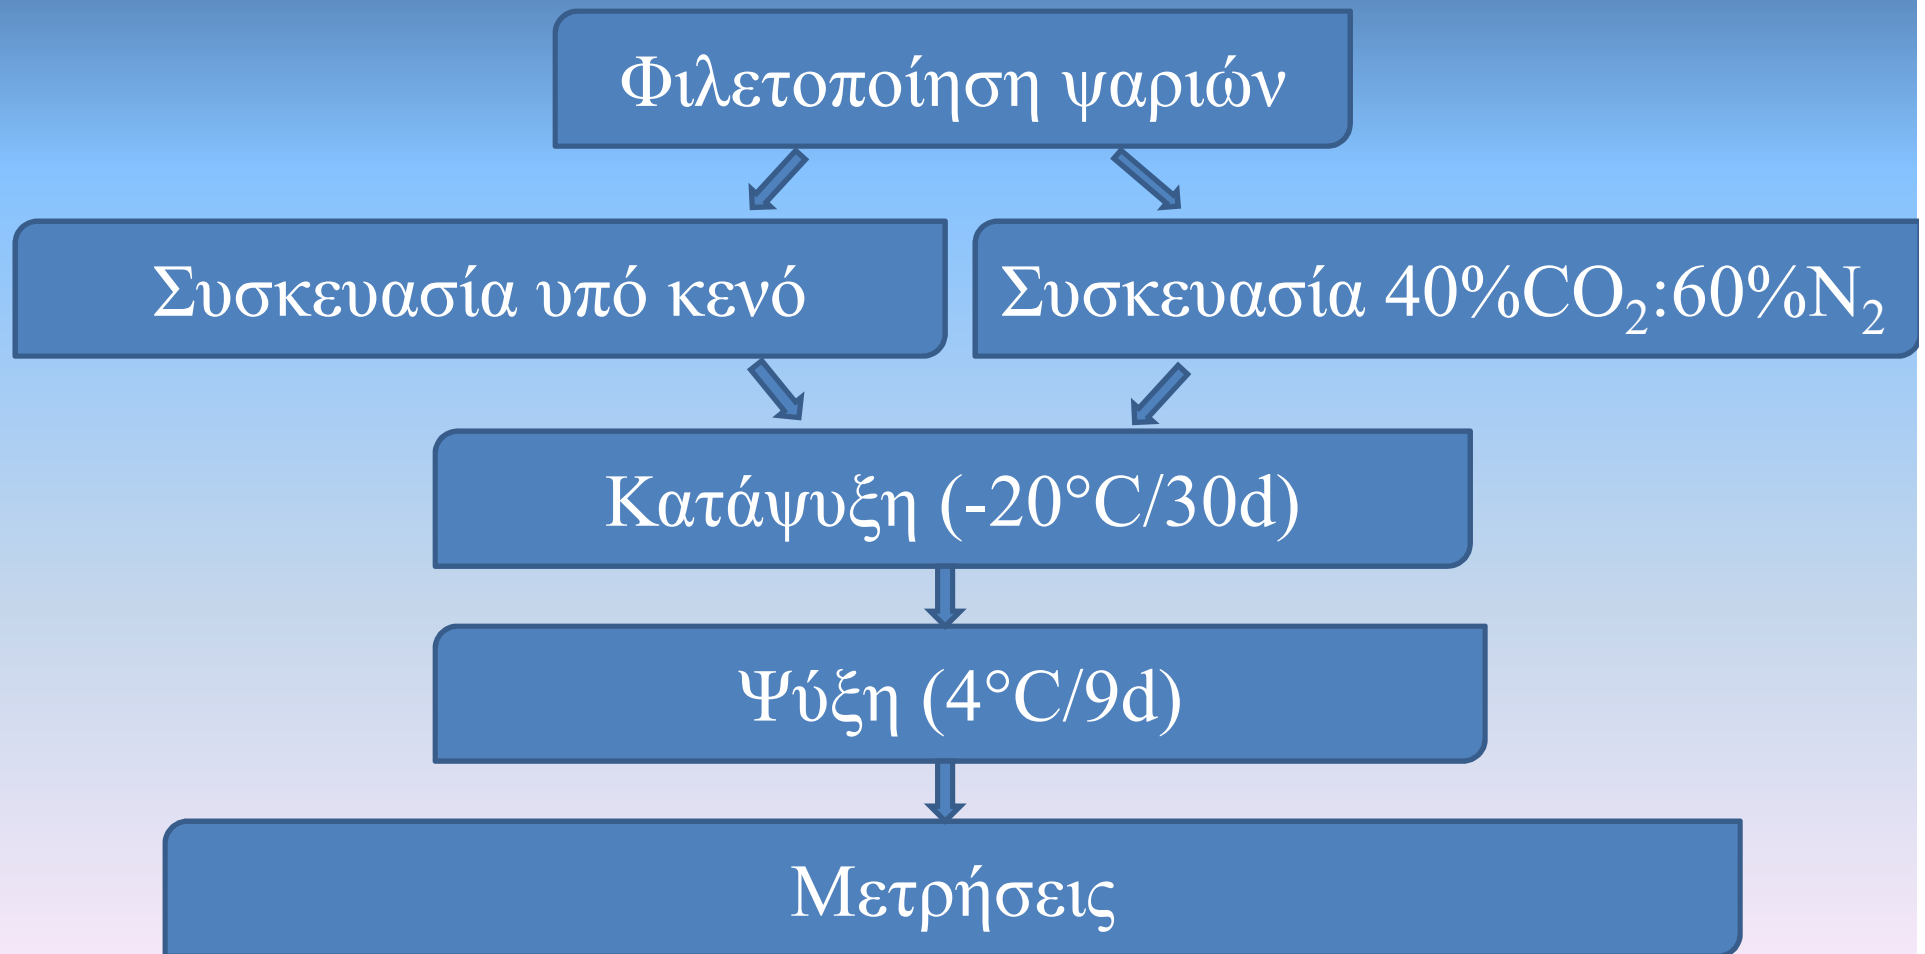 Φιλετοποίηση ψαριών
Συσκευασία υπό κενό
Συσκευασία 40%CO₂:60%N₂
Κατάψυξη (-20°C/30d)
Ψύξη (4°C/9d)
Μετρήσεις